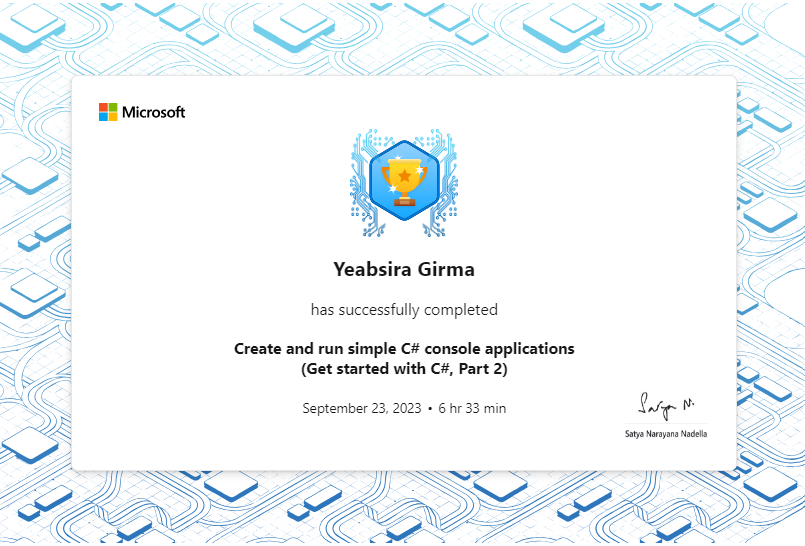 Microsoft
Yeabsira Girma
has successfully completed
Create and run simple C# console applications
(Get started with C#, Part 2)
September 23, 2023 • 6 hr 33 min
Satya N.
Satya Narayana Nadella